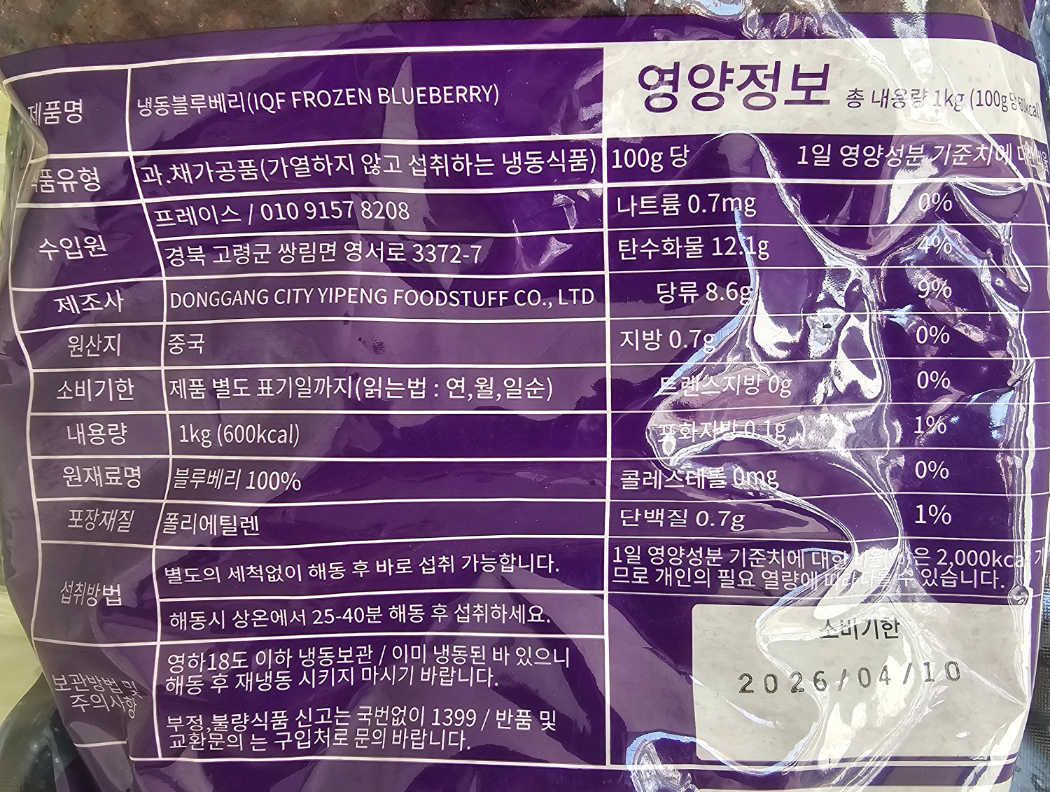 제품명 냉동블루베리(IQF FROZEN BLUEBERRY)
식품유형 과.채가공품(가열하지 않고 섭취하는 냉동식품)
수입원 프레이스 / 010 9157 8208
경북 고령군 쌍림면 영서로 3372-7
제조사 DONGGANG CITY YIPENG FOODSTUFF CO., LTD
원산지 중국
소비기한 제품 별도 표기일까지(읽는법 : 연,월,일순)
내용량 1kg (600kcal)
원재료명 블루베리 100%
포장재질 폴리에틸렌
섭취방법 별도의 세척없이 해동 후 바로 섭취 가능합니다.
해동시 상온에서 25-40분 해동 후 섭취하세요.
보관방법 및
주의사항
영하18도 이하 냉동보관 / 이미 냉동된 바 있으니
해동 후 재냉동 시키지 마시기 바랍니다.
부정,불량식품 신고는 국번없이 1399 / 반품 및
교환문의 는 구입처로 문의 바랍니다.
영양정보 총 내용량 1kg (100g 당 60kcal)
100g 당 1일 영양성분 기준치에
나트륨 0.7mg 0%
탄수화물 12.1g 4%
당류 8.6g 9%
지방 0.7g 0%
트랜스지방 0g 0%
포화지방 0.1g 1%
콜레스테롤 0mg 0%
단백질 0.7g 1%
1일 영양성분 기준치에 대한 비율(%)은 2,000kcal
므로 개인의 필요 열량에 따라 다를 수 있습니다.
소비기한
2026/04/10